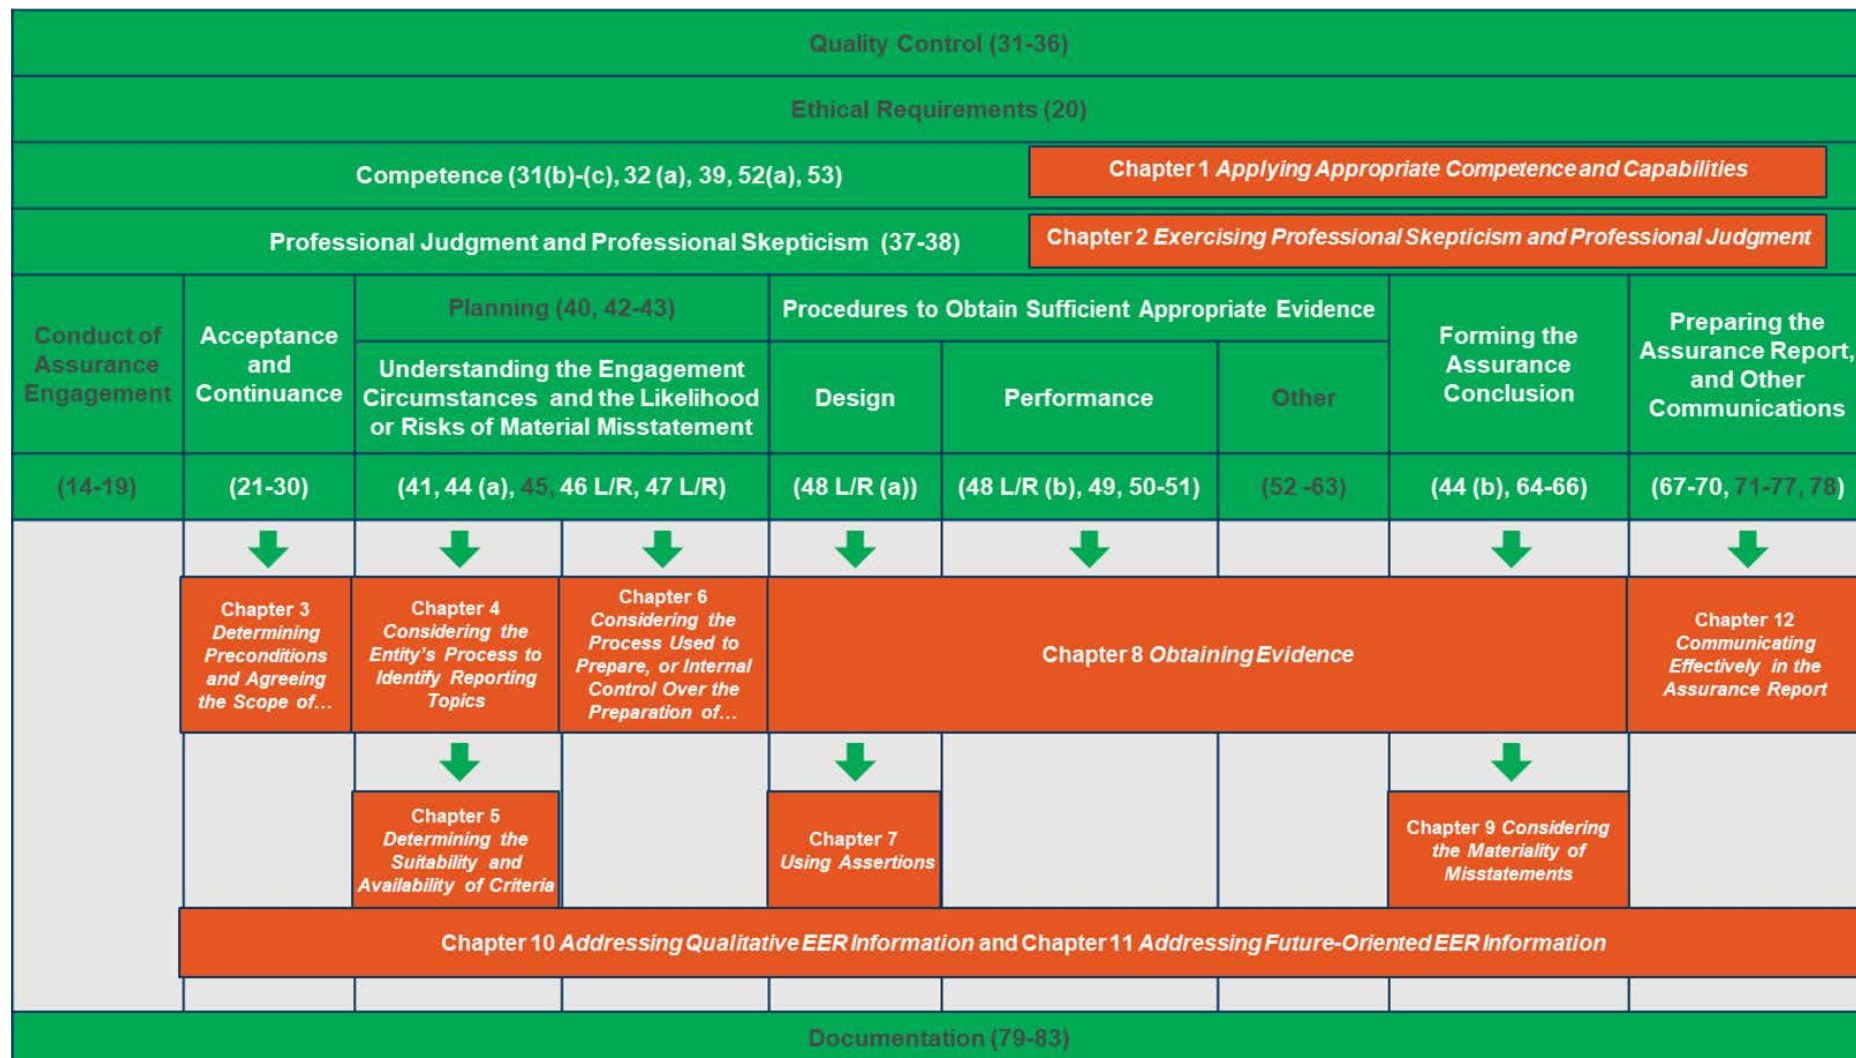 Quality Control (31-36)
Ethical Requirements (20)
Competence (31(b)-(c), 32 (a), 39, 52(a), 53)
Chapter 1 Applying Appropriate Competence and Capabilities
Professional Judgment and Professional Skepticism (37-38)
Chapter 2 Exercising Professional Skepticism and Professional Judgment
Conduct of
Assurance
Engagement
Acceptance
and
Continuance
Planning (40, 42-43)
Understanding the Engagement
Circumstances and the Likelihood
or Risks of Material Misstatement
Procedures to Obtain Sufficient Appropriate Evidence
Design
Performance
Other
Forming the
Assurance
Conclusion
Preparing the
Assurance Report,
and Other
Communications
(14-19)
(21-30)
(41, 44 (a), 45, 46 L/R, 47 L/R)
(48 L/R (a))
(48 L/R (b), 49, 50-51)
(52 -63)
(44 (b), 64-66)
(67-70, 71-77, 78)
Chapter 3
Determining
Preconditions
and Agreeing
the Scope of…
Chapter 4
Considering the
Entity's Process to
Identify Reporting
Topics
Chapter 6
Considering the
Process Used to
Prepare, or Internal
Control Over the
Preparation of…
Chapter 8 Obtaining Evidence
Chapter 12
Communicating
Effectively in the
Assurance Report
Chapter 5
Determining the
Suitability and
Availability of Criteria
Chapter 7
Using Assertions
Chapter 9 Considering
the Materiality of
Misstatements
Chapter 10 Addressing Qualitative EER Information and Chapter 11 Addressing Future-Oriented EER Information
Documentation (79-83)